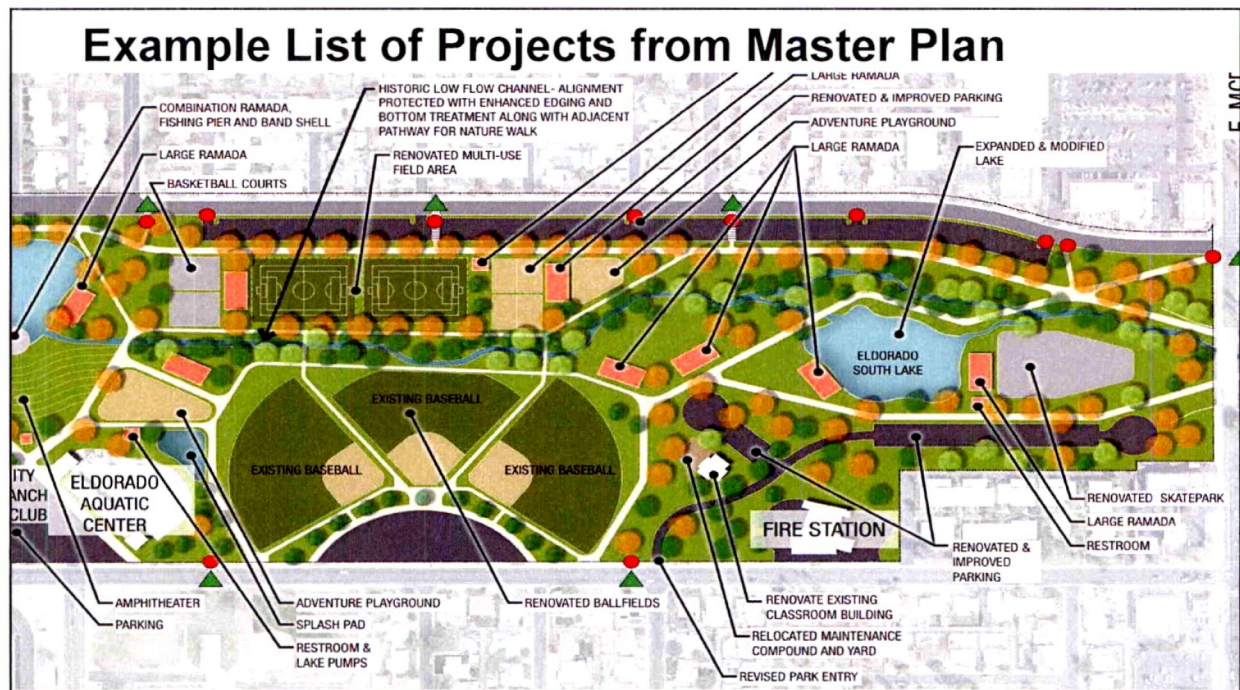 Example List of Projects from Master Plan
HISTORIC LOW FLOW CHANNEL- ALIGNMENT
PROTECTED WITH ENHANCED EDGING AND
BOTTOM TREATMENT ALONG WITH ADJACENT
PATHWAY FOR NATURE WALK
COMBINATION RAMADA,
FISHING PIER AND BAND SHELL
LARGE RAMADA
BASKETBALL COURTS
RENOVATED MULTI-USE
FIELD AREA
LARGE RAMADA
RENOVATED & IMPROVED PARKING
ADVENTURE PLAYGROUND
LARGE RAMADA
EXPANDED & MODIFIED
LAKE
ELDORADO
SOUTH LAKE
EXISTING BASEBALL
EXISTING BASEBALL
EXISTING BASEBALL
ITY
ANCH
CLUB
ELDORADO
AQUATIC
CENTER
FIRE STATION
RENOVATED SKATEPARK
LARGE RAMADA
RESTROOM
RENOVATED &
IMPROVED
PARKING
AMPHITHEATER
PARKING
ADVENTURE PLAYGROUND
SPLASH PAD
RESTROOM &
LAKE PUMPS
RENOVATED BALLFIELDS
RENOVATE EXISTING
CLASSROOM BUILDING
RELOCATED MAINTENANCE
COMPOUND AND YARD
REVISED PARK ENTRY